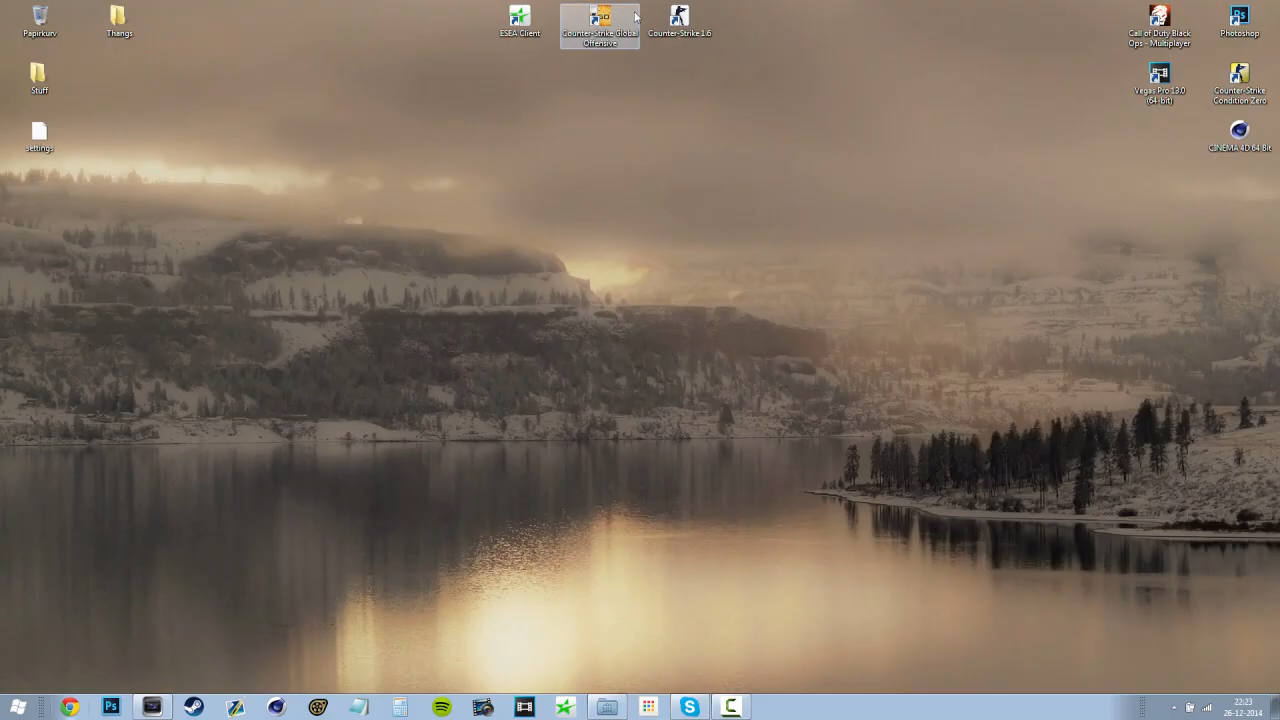 Papirkurv
Thangs
ESEA Client
Counter-Strike Global
Offensive
Counter-Strike 1.6
Call of Duty Black
Ops - Multiplayer
Ps
Photoshop
Stuff
Vegas Pro 13.0
(64-bit)
Counter-Strike
Condition Zero
settings
CINEMA 4D 64 Bit
Ps
22:23
26-12-2014